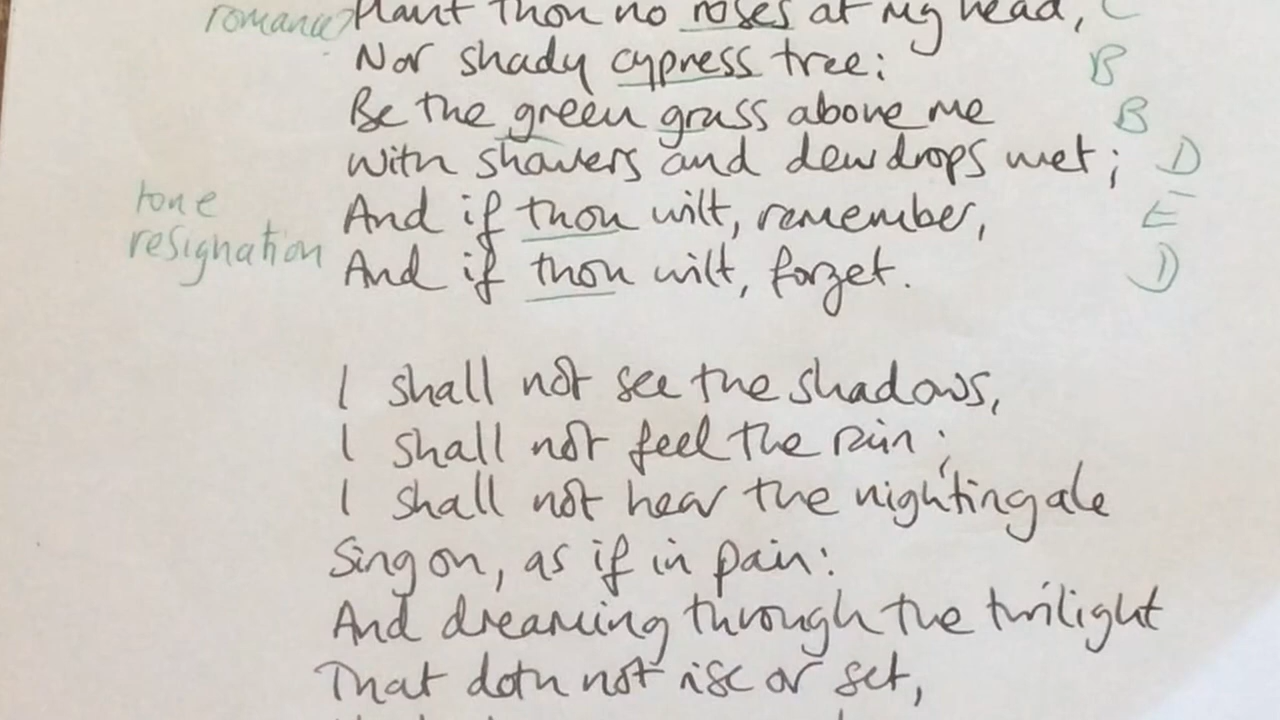 romance Plant thou no roses at my head, C
Nor shady cypress tree: B
Be the green grass above me B
With showers and dewdrops wet; D
tone
And if thou wilt, remember, E
resignation And if thou wilt, forget. D
I shall not see the shadows,
I shall not feel the rain;
I shall not hear the nightingale
Sing on, as if in pain:
And dreaming through the twilight
That doth not rise or set,